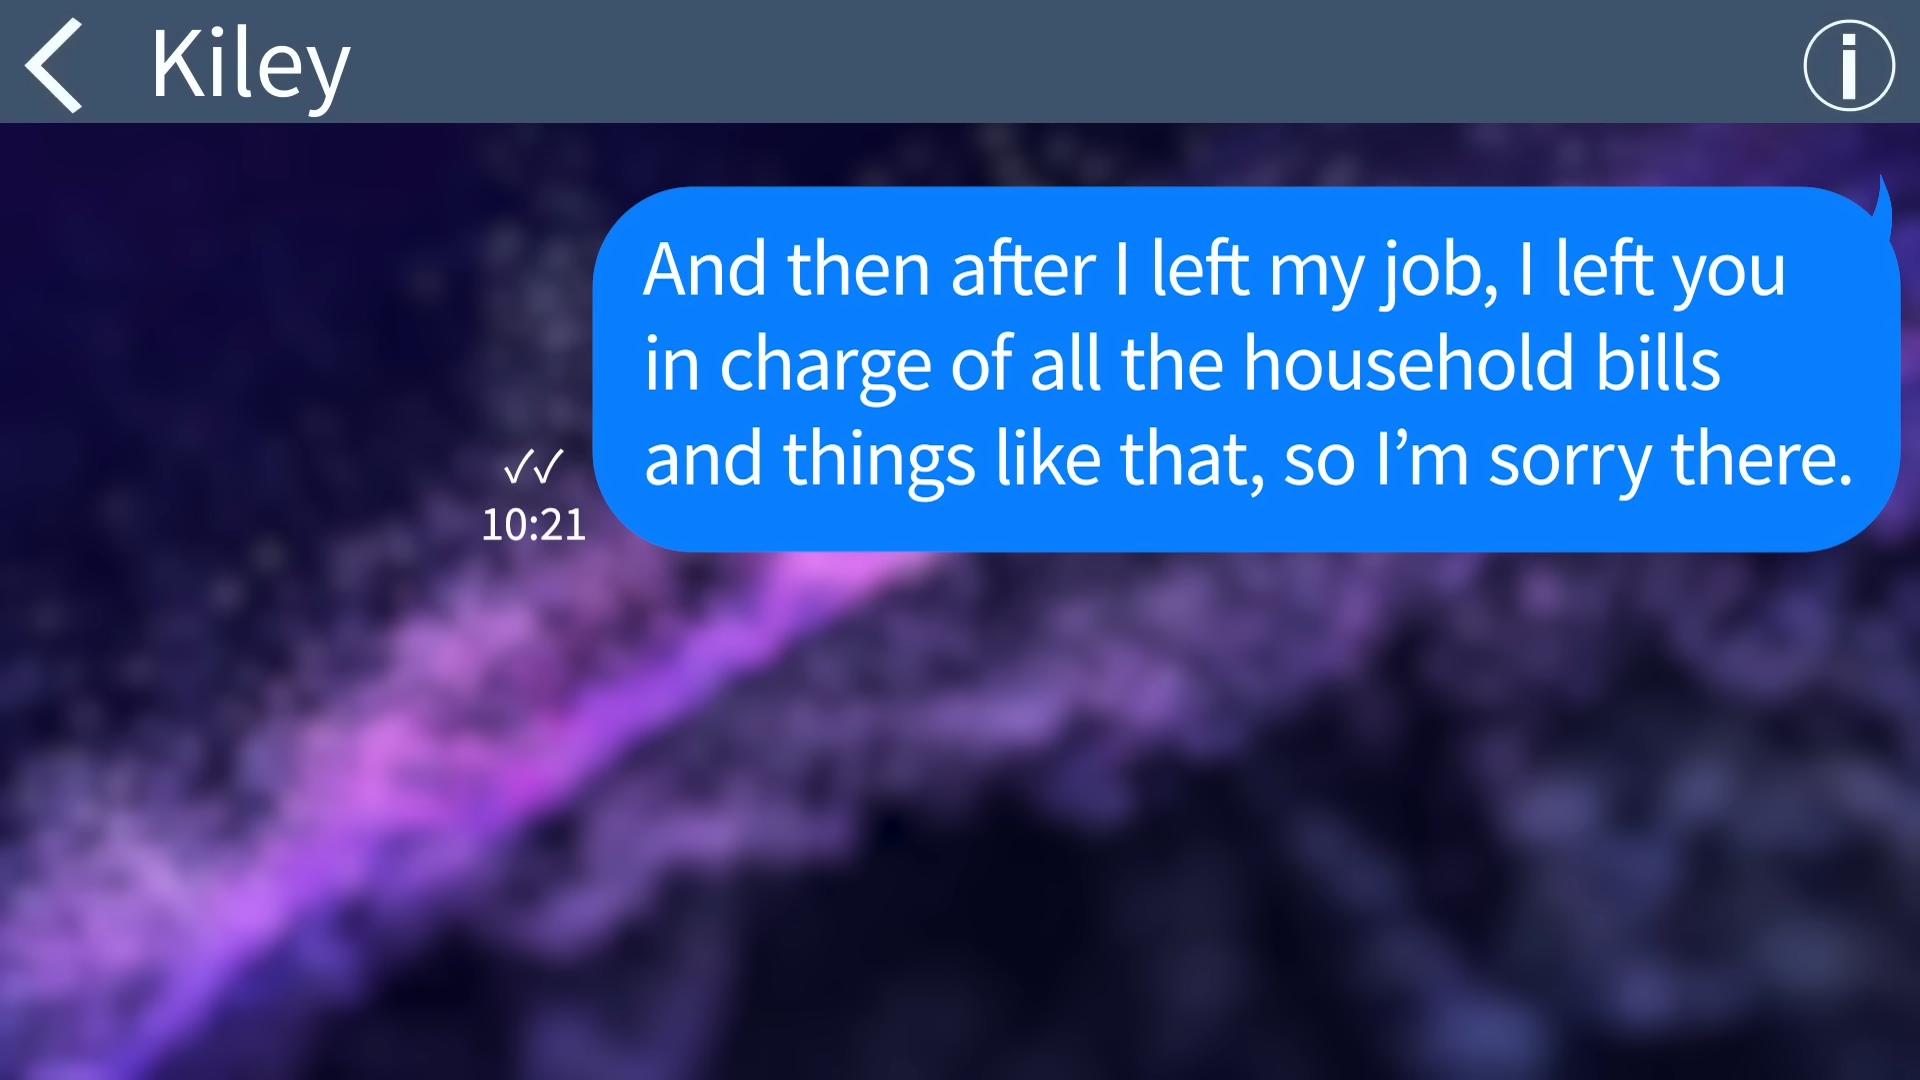 Kiley
And then after I left my job, I left you
in charge of all the household bills
and things like that, so I’m sorry there.
✓✓
10:21